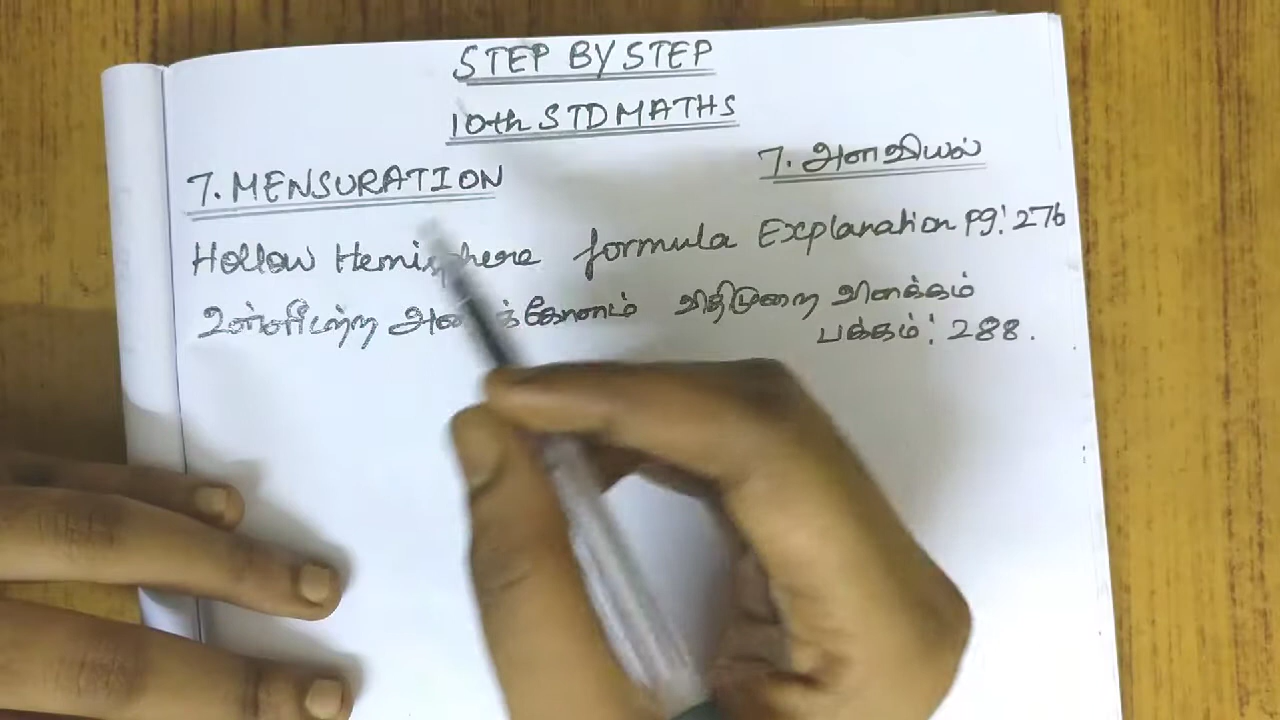 STEP BY STEP
10th STD MATHS
7. MENSURATION
7. அளவியல்
Hollow Hemisphere formula Explanation Pg: 276
உள்ளீடற்ற கோளம் விளக்கம்
பக்கம்: 288.